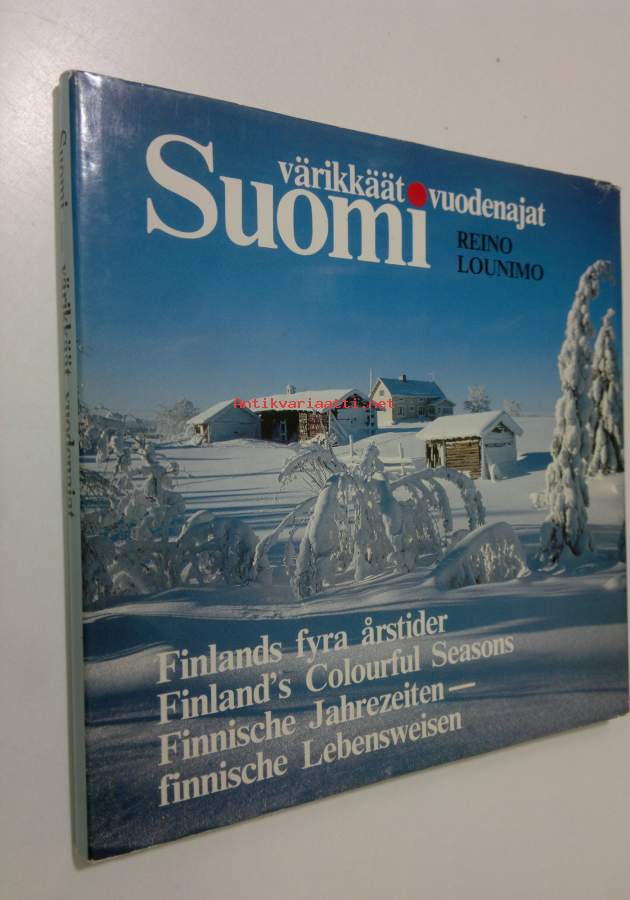 värikkäät vuodenajat
Suomi
REINO
LOUNIMO
Antikvariaatti.net
Finlands fyra årstider
Finland's Colourful Seasons
Finnische Jahrezeiten—
finnische Lebensweisen
Suomi värikkäät vuodenajat